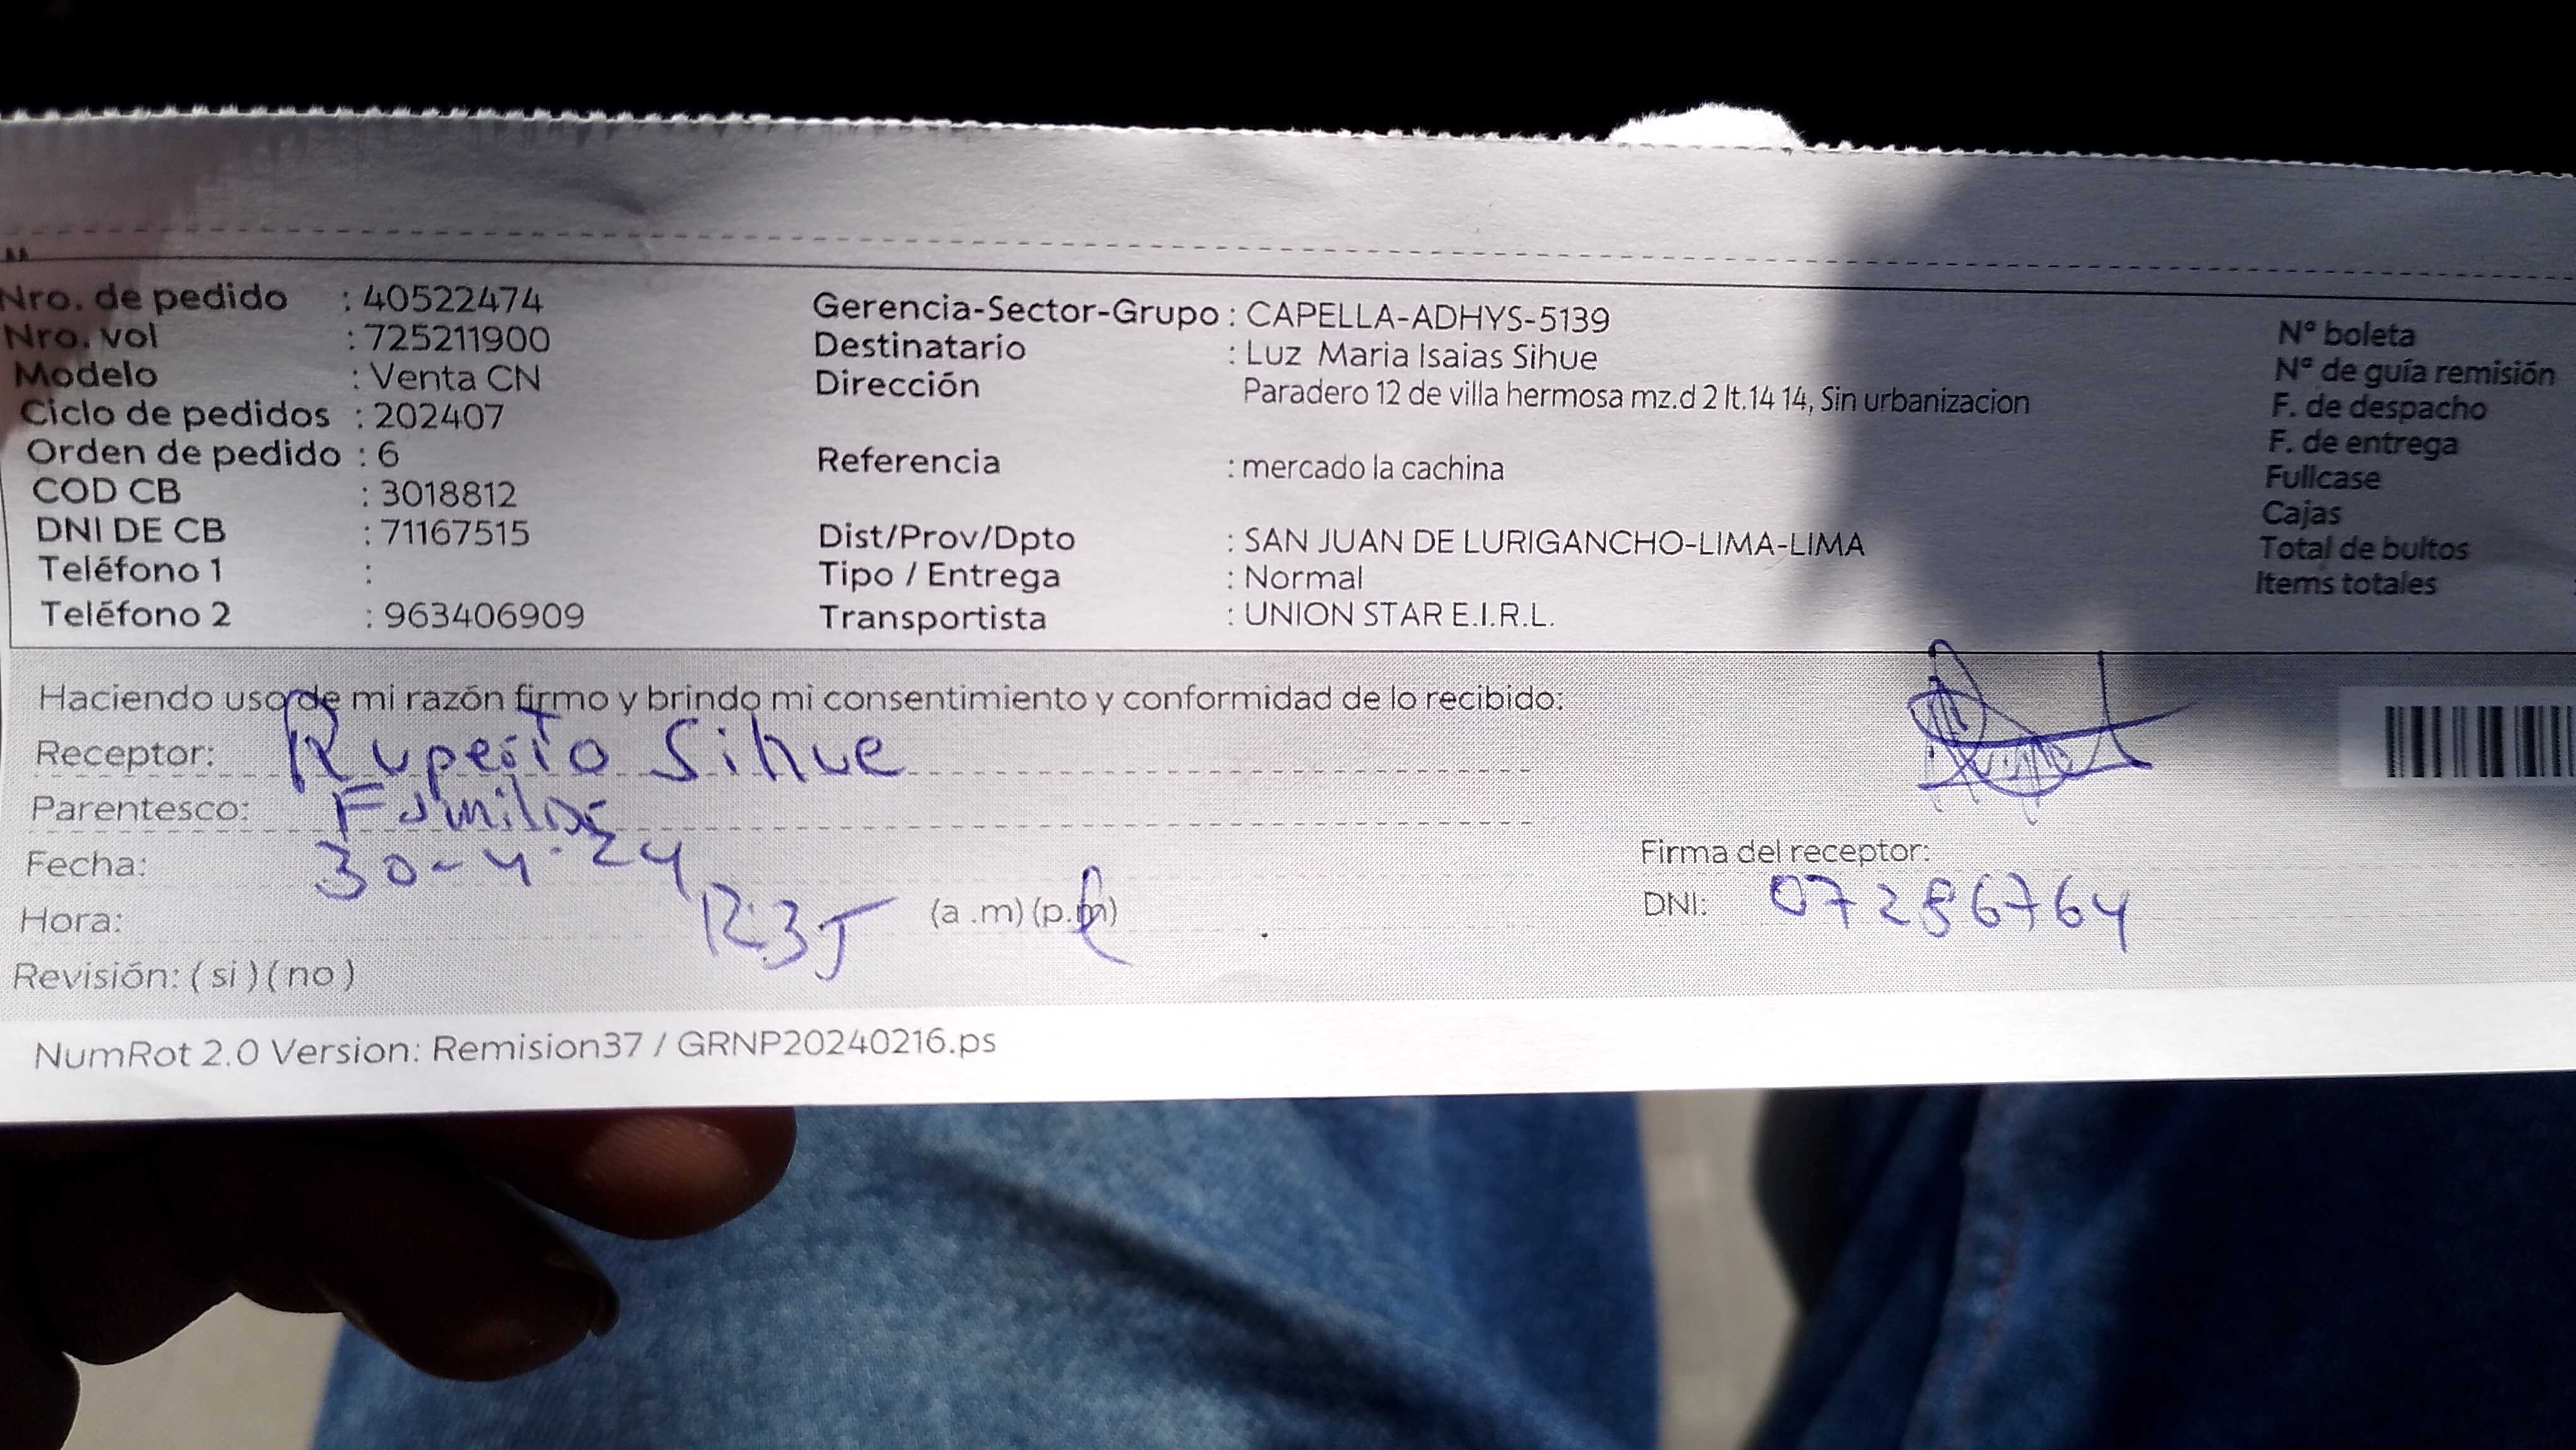 Nro. de pedido : 40522474
Nro. vol : 725211900
Modelo : Venta CN
Ciclo de pedidos : 202407
Orden de pedido : 6
COD CB : 3018812
DNI DE CB : 71167515
Teléfono 1 :
Teléfono 2 : 963406909
Gerencia-Sector-Grupo : CAPELLA-ADHYS-5139
Destinatario : Luz Maria Isaias Sihue
Dirección Paradero 12 de villa hermosa mz.d 2 lt.14 14, Sin urbanizacion
Referencia : mercado la cachina
Dist/Prov/Dpto : SAN JUAN DE LURIGANCHO-LIMA-LIMA
Tipo / Entrega : Normal
Transportista : UNION STAR E.I.R.L.
N° boleta
N° de guía remisión
F. de despacho
F. de entrega
Fullcase
Cajas
Total de bultos
Items totales
Haciendo uso de mi razón firmo y brindo mi consentimiento y conformidad de lo recibido:
Receptor: Ruperto Sihue
Parentesco: Familiar
Fecha: 30-4-24
Hora: 12:35 (a .m) (p.m)
Revisión: ( si ) ( no )
Firma del receptor:
DNI: 07286764
NumRot 2.0 Version: Remision37 / GRNP20240216.ps